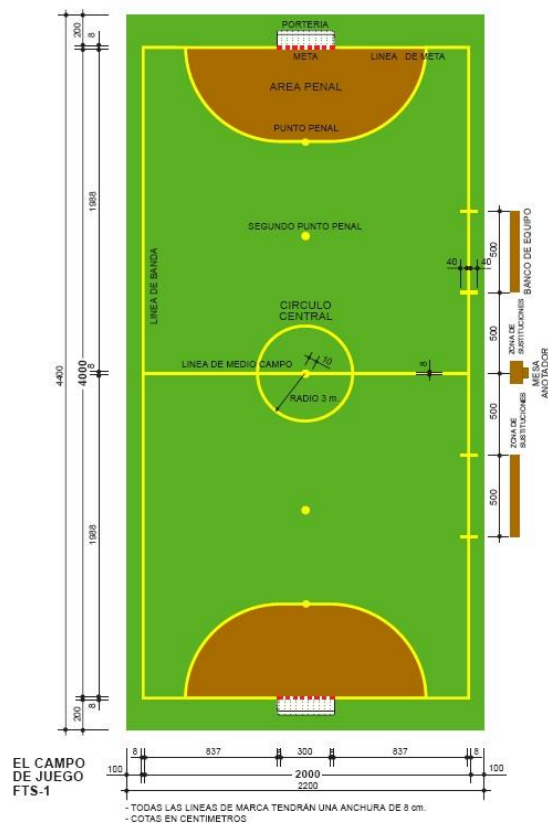 PORTERIA
META
LINEA DE META
AREA PENAL
PUNTO PENAL
SEGUNDO PUNTO PENAL
LINEA DE BANDA
CIRCULO
CENTRAL
LINEA DE MEDIO CAMPO
10
8
RADIO 3 m.
200
8
1988
8
4000
4400
1988
8
200
40
40
500
500
500
500
BANCO DE EQUIPO
ZONA DE
SUSTITUCIONES
MESA
ANOTADOR
ZONA DE
SUSTITUCIONES
8
837
300
837
8
100
2000
100
2200
EL CAMPO
DE JUEGO
FTS-1
- TODAS LAS LINEAS DE MARCA TENDRÁN UNA ANCHURA DE 8 cm.
- COTAS EN CENTIMETROS